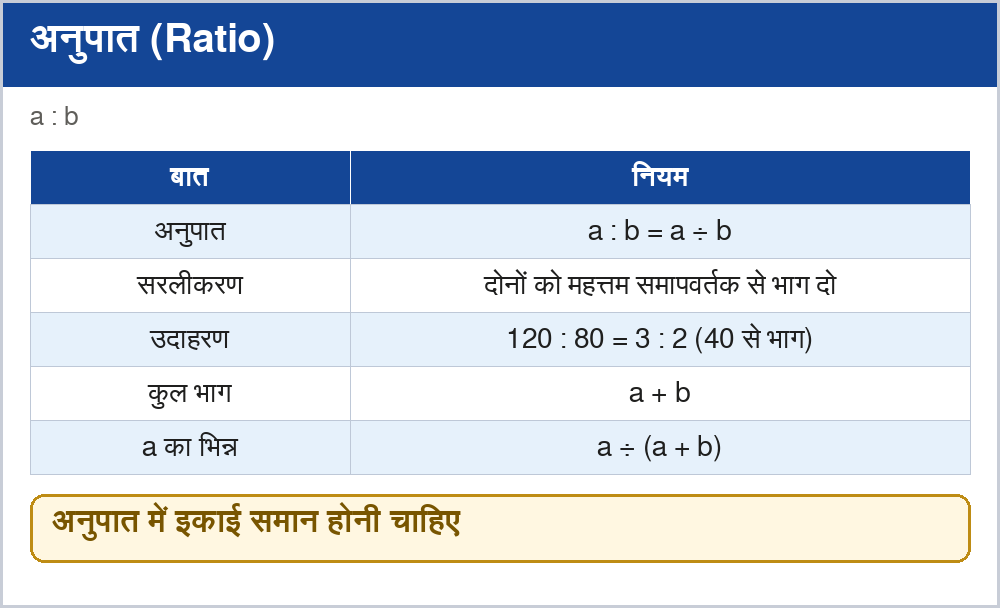 अनुपात (Ratio)
a : b
बात नियम
अनुपात a : b = a ÷ b
सरलीकरण दोनों को महत्तम समापवर्तक से भाग दो
उदाहरण 120 : 80 = 3 : 2 (40 से भाग)
कुल भाग a + b
a का भिन्न a ÷ (a + b)
अनुपात में इकाई समान होनी चाहिए